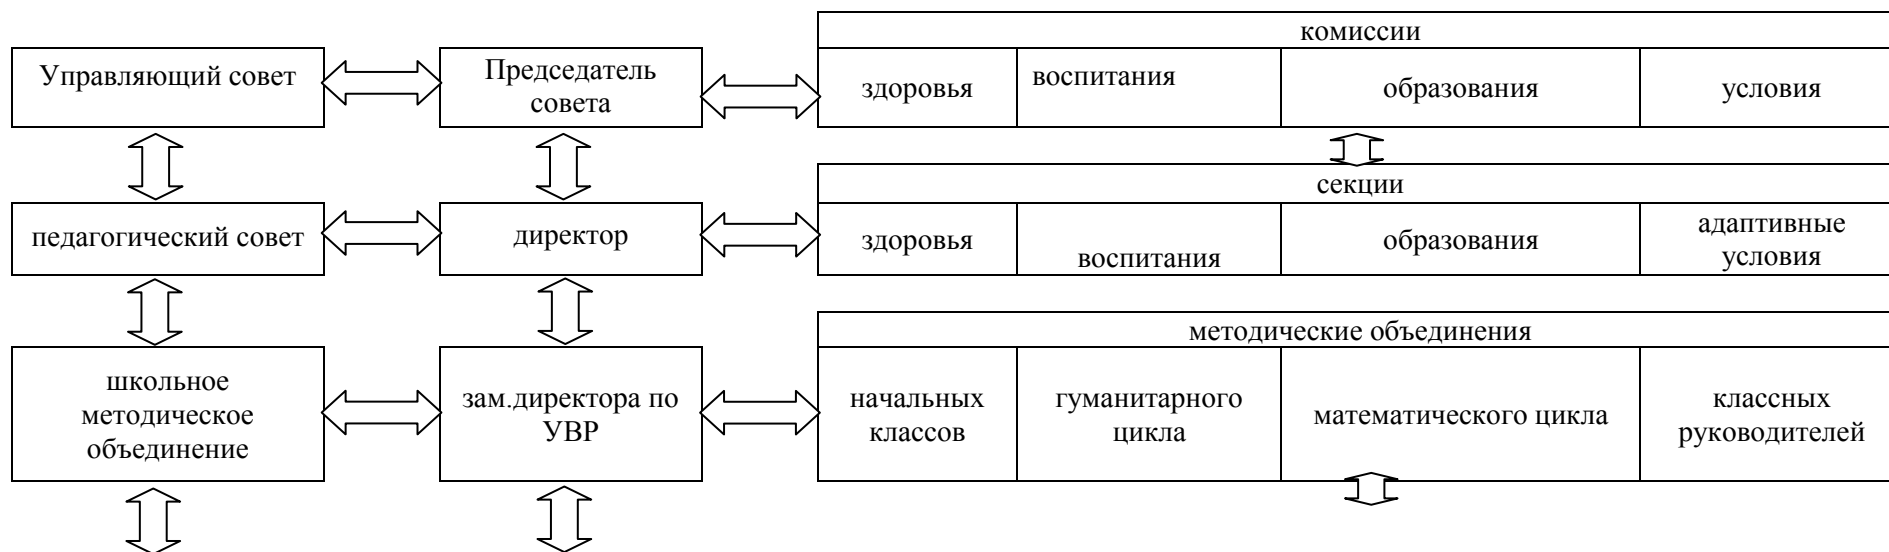 комиссии
Управляющий совет
Председатель
совета
здоровья
воспитания
образования
условия
секции
педагогический совет
директор
здоровья
воспитания
образования
адаптивные
условия
методические объединения
школьное
методическое
объединение
зам.директора по
УВР
начальных
классов
гуманитарного
цикла
математического цикла
классных
руководителей